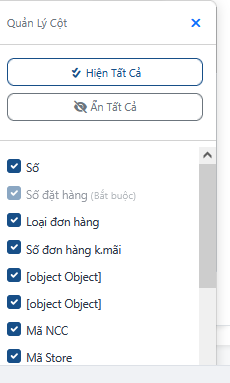 Quản Lý Cột
Hiện Tất Cả
Ẩn Tất Cả
Số
Số đặt hàng (Bắt buộc)
Loại đơn hàng
Số đơn hàng k.mãi
[object Object]
[object Object]
Mã NCC
Mã Store